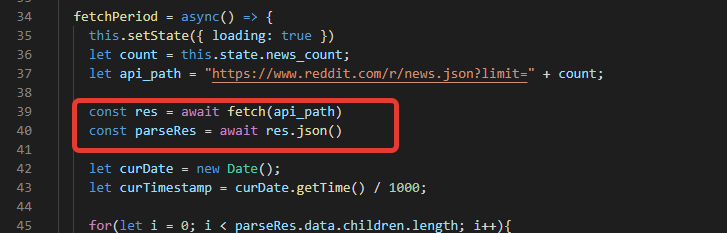 34 fetchPeriod = async() => {
35 this.setState({ loading: true })
36 let count = this.state.news_count;
37 let api_path = "https://www.reddit.com/r/news.json?limit=" + count;
38
39 const res = await fetch(api_path)
40 const parseRes = await res.json()
41
42 let curDate = new Date();
43 let curTimestamp = curDate.getTime() / 1000;
44
45 for(let i = 0; i < parseRes.data.children.length; i++){